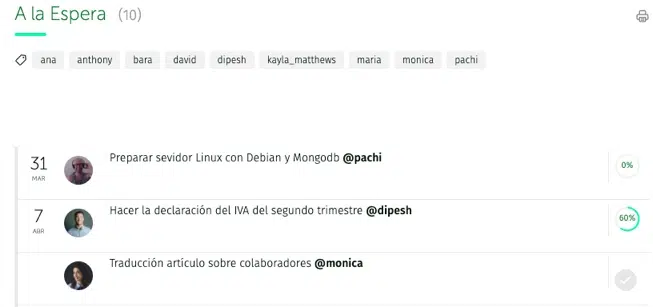 A la Espera (10)
ana anthony bara david dipesh kayla_matthews maria monica pachi
31 Preparar sevidor Linux con Debian y Mongodb @pachi 0%
MAR
7 Hacer la declaración del IVA del segundo trimestre @dipesh 60%
ABR
Traducción artículo sobre colaboradores @monica